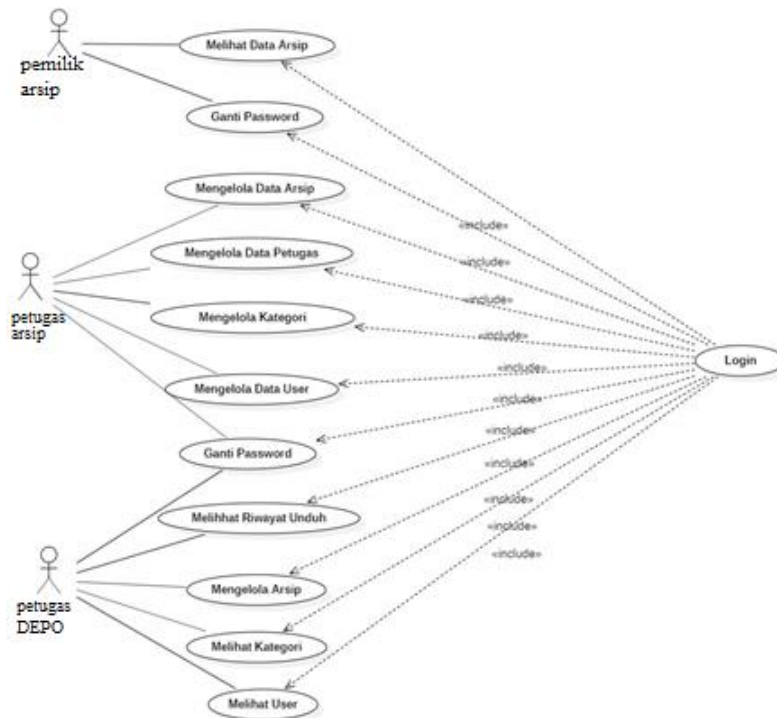 Melihat Data Arsip
pemilik
arsip
Ganti Password
Mengelola Data Arsip
«include»
Mengelola Data Petugas
«include»
petugas
arsip
«include»
Mengelola Kategori
«include»
Login
Mengelola Data User
«include»
«include»
Ganti Password
«include»
«include»
Melihhat Riwayat Unduh
«include»
«include»
petugas
DEPO
Mengelola Arsip
Melihat Kategori
Melihat User